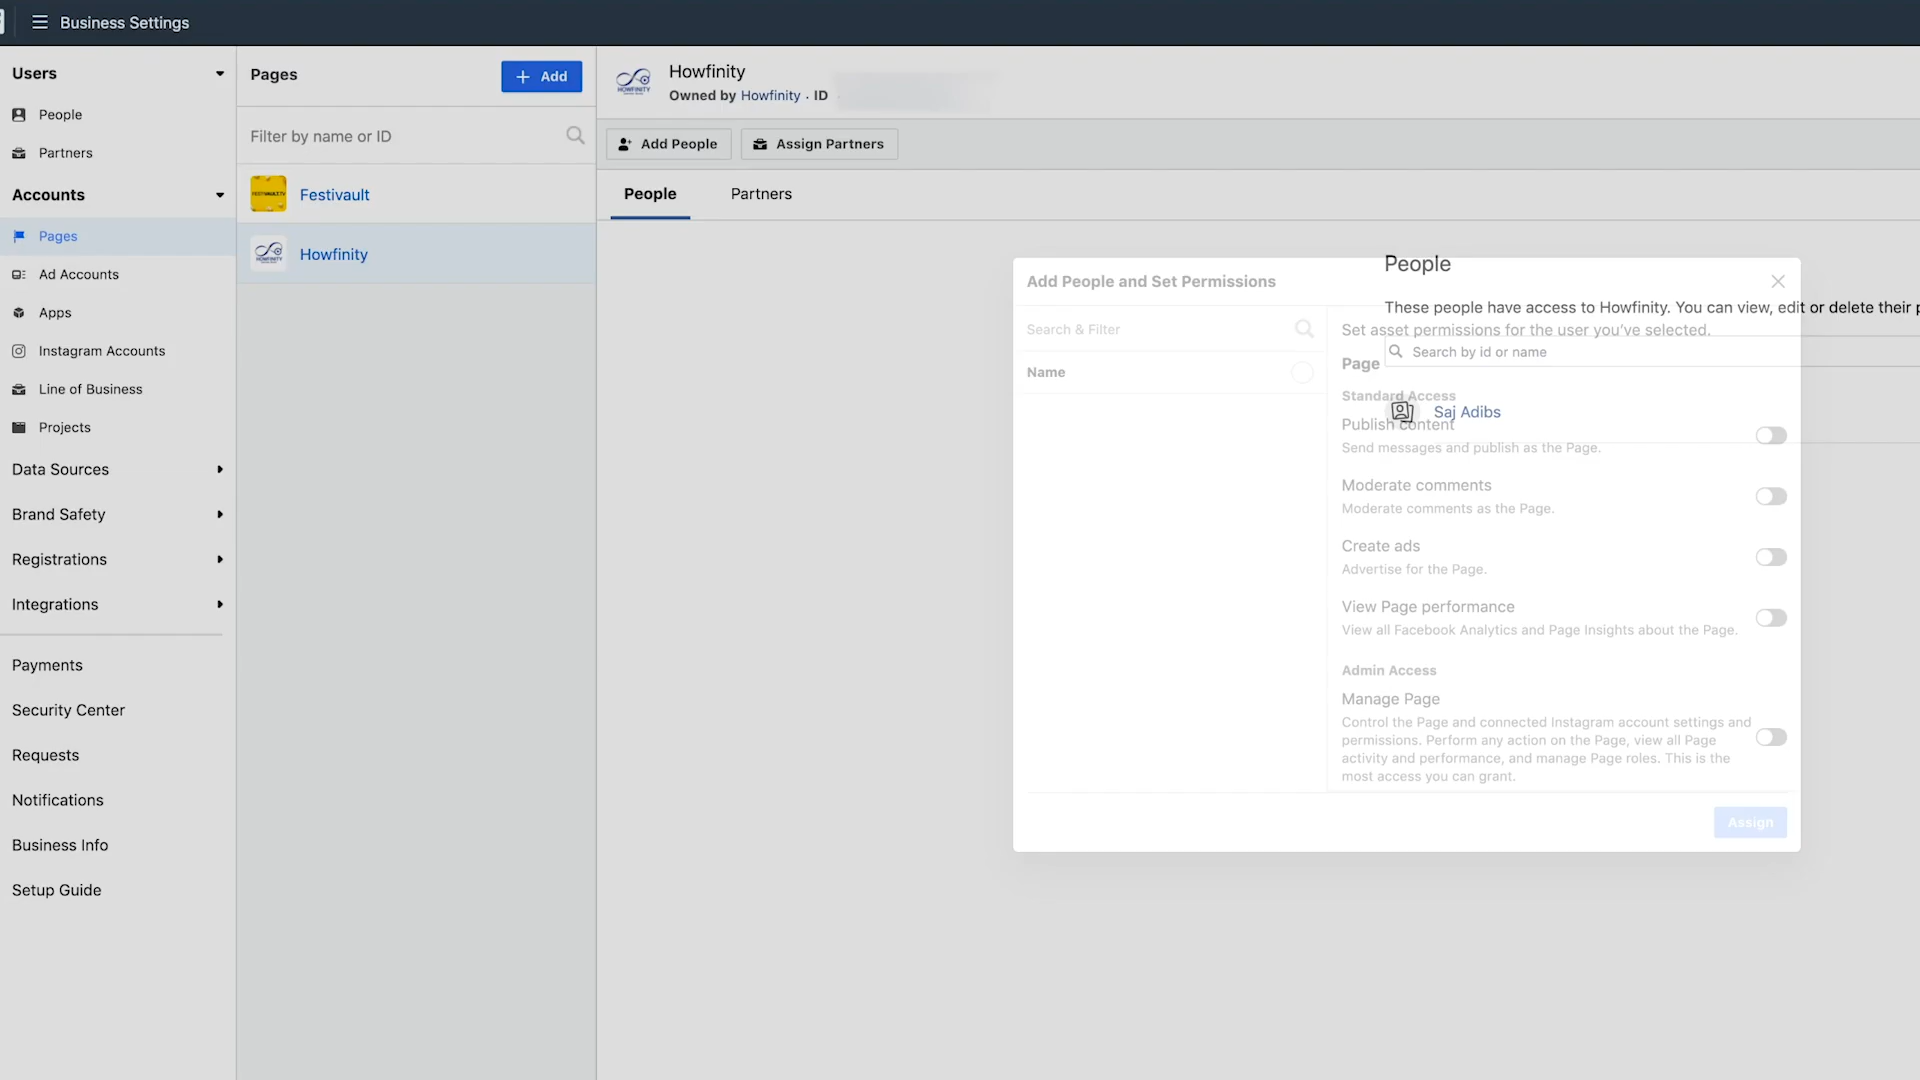 Business Settings
Users
People
Partners
Accounts
Pages
Ad Accounts
Apps
Instagram Accounts
Line of Business
Projects
Data Sources
Brand Safety
Registrations
Integrations
Payments
Security Center
Requests
Notifications
Business Info
Setup Guide
Pages
+ Add
Filter by name or ID
FESTIVAULT.TV
Festivault
HOWFINITY
Howfinity
HOWFINITY
Howfinity
Owned by Howfinity · ID
Add People
Assign Partners
People
Partners
People
These people have access to Howfinity. You can view, edit or delete their p
Search by id or name
Saj Adibs
Add People and Set Permissions
Search & Filter
Name
Set asset permissions for the user you've selected.
Page
Standard Access
Publish content
Send messages and publish as the Page.
Moderate comments
Moderate comments as the Page.
Create ads
Advertise for the Page.
View Page performance
View all Facebook Analytics and Page Insights about the Page.
Admin Access
Manage Page
Control the Page and connected Instagram account settings and
permissions. Perform any action on the Page, view all Page
activity and performance, and manage Page roles. This is the
most access you can grant.
Assign